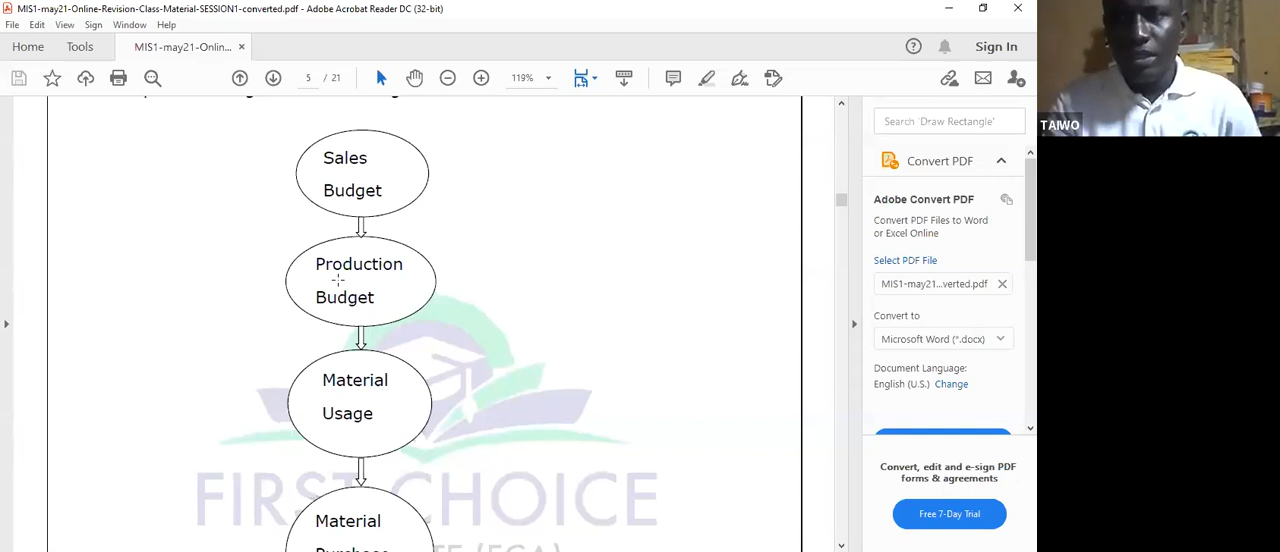 MIS1-may21-Online-Revision-Class-Material-SESSION1-converted.pdf - Adobe Acrobat Reader DC (32-bit)
File Edit View Sign Window Help
Home Tools MIS1-may21-Onlin... × Sign In
5 / 21 119%
Search 'Draw Rectangle'
TAIWO
Convert PDF
Adobe Convert PDF
Convert PDF Files to Word
or Excel Online
Select PDF File
MIS1-may21...verted.pdf
Convert to
Microsoft Word (*.docx)
Document Language:
English (U.S.) Change
Convert, edit and e-sign PDF
forms & agreements
Free 7-Day Trial
Sales
Budget
Production
Budget
Material
Usage
FIRST CHOICE
Material
Purchase
(FCA)